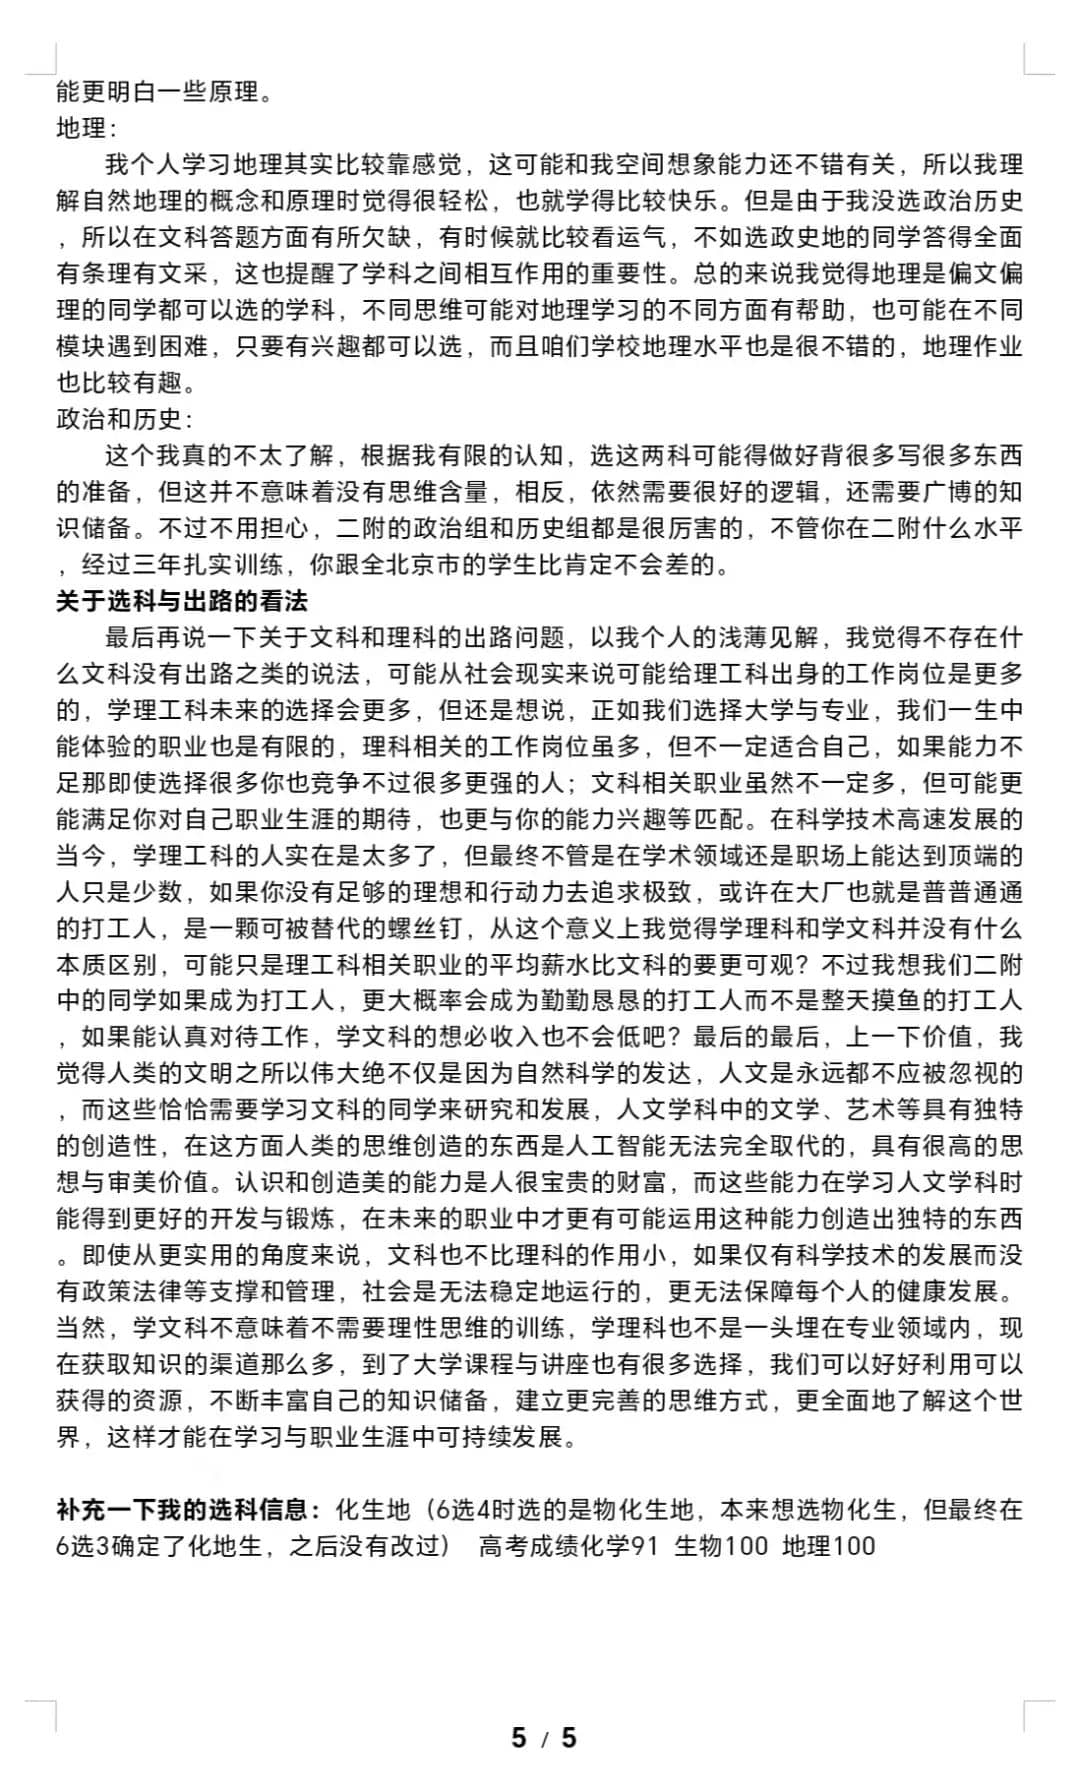 能更明白一些原理。
地理：
我个人学习地理其实比较靠感觉，这可能和我空间想象能力还不错有关，所以我理
解自然地理的概念和原理时觉得很轻松，也就学得比较快乐。但是由于我没选政治历史
，所以在文科答题方面有所欠缺，有时候就比较看运气，不如选政史地的同学答得全面
有条理有文采，这也提醒了学科之间相互作用的重要性。总的来说我觉得地理是偏文偏
理的同学都可以选的学科，不同思维可能对地理学习的不同方面有帮助，也可能在不同
模块遇到困难，只要有兴趣都可以选，而且咱们学校地理水平也是很不错的，地理作业
也比较有趣。
政治和历史：
这个我真的不太了解，根据我有限的认知，选这两科可能得做好背很多写很多东西
的准备，但这并不意味着没有思维含量，相反，依然需要很好的逻辑，还需要广博的知
识储备。不过不用担心，二附的政治组和历史组都是很厉害的，不管你在二附什么水平
，经过三年扎实训练，你跟全北京市的学生比肯定不会差的。
关于选科与出路的看法
最后再说一下关于文科和理科的出路问题，以我个人的浅薄见解，我觉得不存在什
么文科没有出路之类的说法，可能从社会现实来说可能给理工科出身的工作岗位是更多
的，学理工科未来的选择会更多，但还是想说，正如我们选择大学与专业，我们一生中
能体验的职业也是有限的，理科相关的工作岗位虽多，但不一定适合自己，如果能力不
足那即使选择很多你也竞争不过很多更强的人；文科相关职业虽然不一定多，但可能更
能满足你对自己职业生涯的期待，也更与你的能力兴趣等匹配。在科学技术高速发展的
当今，学理工科的人实在是太多了，但最终不管是在学术领域还是职场上能达到顶端的
人只是少数，如果你没有足够的理想和行动力去追求极致，或许在大厂也就是普普通通
的打工人，是一颗可被替代的螺丝钉，从这个意义上我觉得学理科和学文科并没有什么
本质区别，可能只是理工科相关职业的平均薪水比文科的要更可观？不过我想我们二附
中的同学如果成为打工人，更大概率会成为勤勤恳恳的打工人而不是整天摸鱼的打工人
，如果能认真对待工作，学文科的想必收入也不会低吧？最后的最后，上一下价值，我
觉得人类的文明之所以伟大绝不仅是因为自然科学的发达，人文是永远都不应被忽视的
，而这些恰恰需要学习文科的同学来研究和发展，人文学科中的文学、艺术等具有独特
的创造性，在这方面人类的思维创造的东西是人工智能无法完全取代的，具有很高的思
想与审美价值。认识和创造美的能力是人很宝贵的财富，而这些能力在学习人文学科时
能得到更好的开发与锻炼，在未来的职业中才更有可能运用这种能力创造出独特的东西
。即使从更实用的角度来说，文科也不比理科的作用小，如果仅有科学技术的发展而没
有政策法律等支撑和管理，社会是无法稳定地运行的，更无法保障每个人的健康发展。
当然，学文科不意味着不需要理性思维的训练，学理科也不是一头埋在专业领域内，现
在获取知识的渠道那么多，到了大学课程与讲座也有很多选择，我们可以好好利用可以
获得的资源，不断丰富自己的知识储备，建立更完善的思维方式，更全面地了解这个世
界，这样才能在学习与职业生涯中可持续发展。
补充一下我的选科信息：化生地（6选4时选的是物化生地，本来想选物化生，但最终在
6选3确定了化地生，之后没有改过） 高考成绩化学91 生物100 地理100
5 / 5